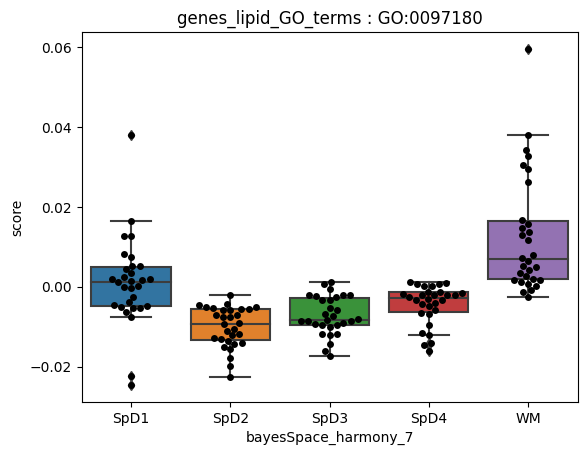 genes_lipid_GO_terms : GO:0097180
0.06
0.04
0.02
0.00
−0.02
score
SpD1 SpD2 SpD3 SpD4 WM
bayesSpace_harmony_7